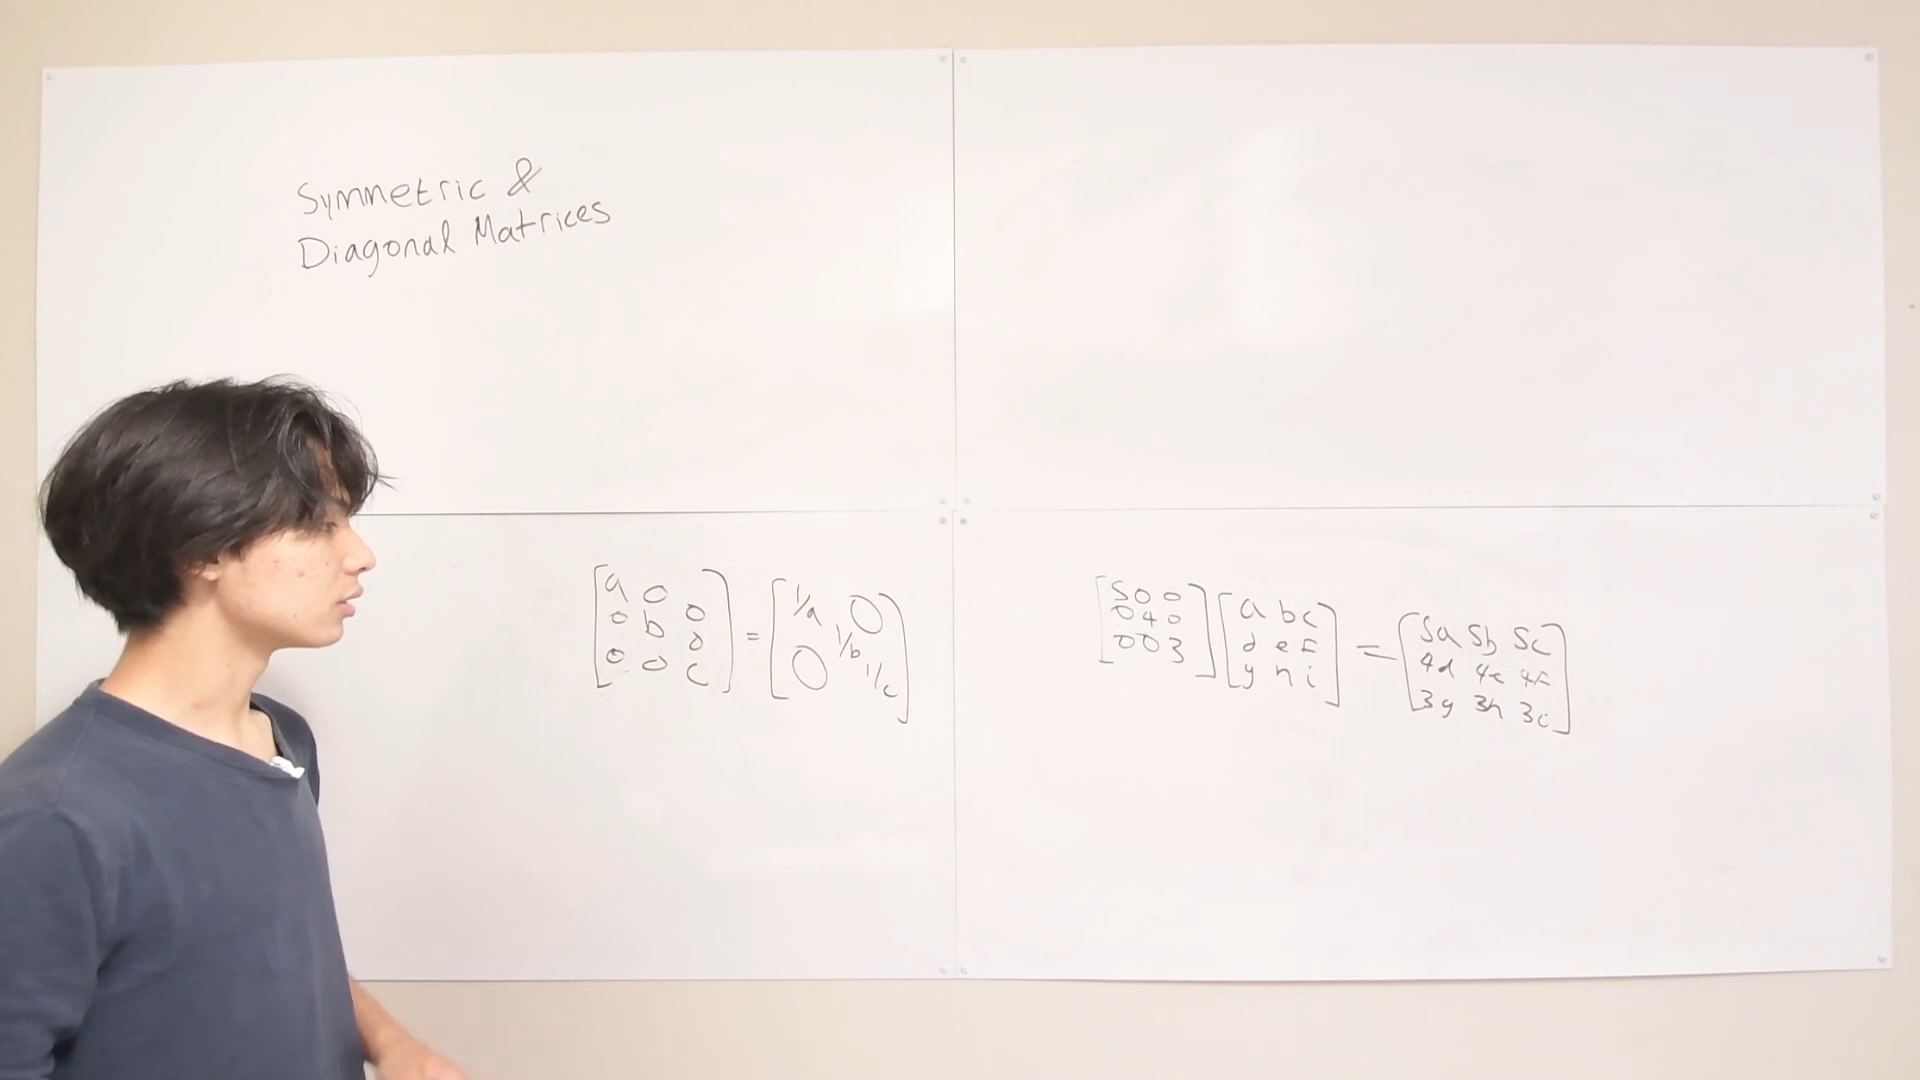 Symmetric &
Diagonal Matrices
[a 0
0 b 0
0 0 0 c] = [1/a 0
0 1/b 1/c]
[5 0 0
0 4 0
0 0 3] [a b c
d e f
y h i] = [5a 5b 5c
4d 4e 4f
3y 3h 3i]